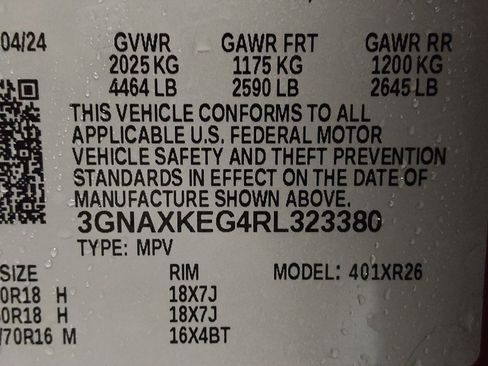 04/24 GVWR GAWR FRT GAWR RR
2025 KG 1175 KG 1200 KG
4464 LB 2590 LB 2645 LB
THIS VEHICLE CONFORMS TO ALL
APPLICABLE U.S. FEDERAL MOTOR
VEHICLE SAFETY AND THEFT PREVENTION
STANDARDS IN EFFECT ON THE DATE OF
MANUFACTURE SHOWN ABOVE.
3GNAXKEG4RL323380
TYPE: MPV
SIZE RIM MODEL: 401XR26
0R18 H 18X7J
0R18 H 18X7J
/70R16 M 16X4BT